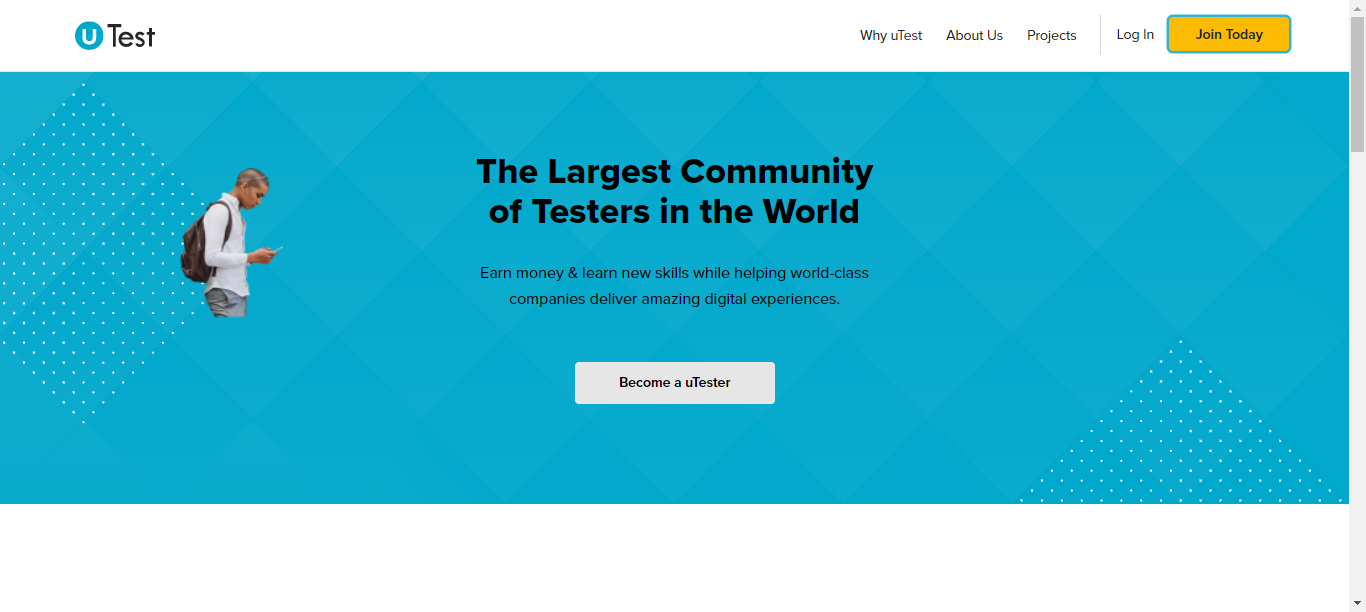 uTest
Why uTest
About Us
Projects
Log In
Join Today
The Largest Community
of Testers in the World
Earn money & learn new skills while helping world-class
companies deliver amazing digital experiences.
Become a uTester